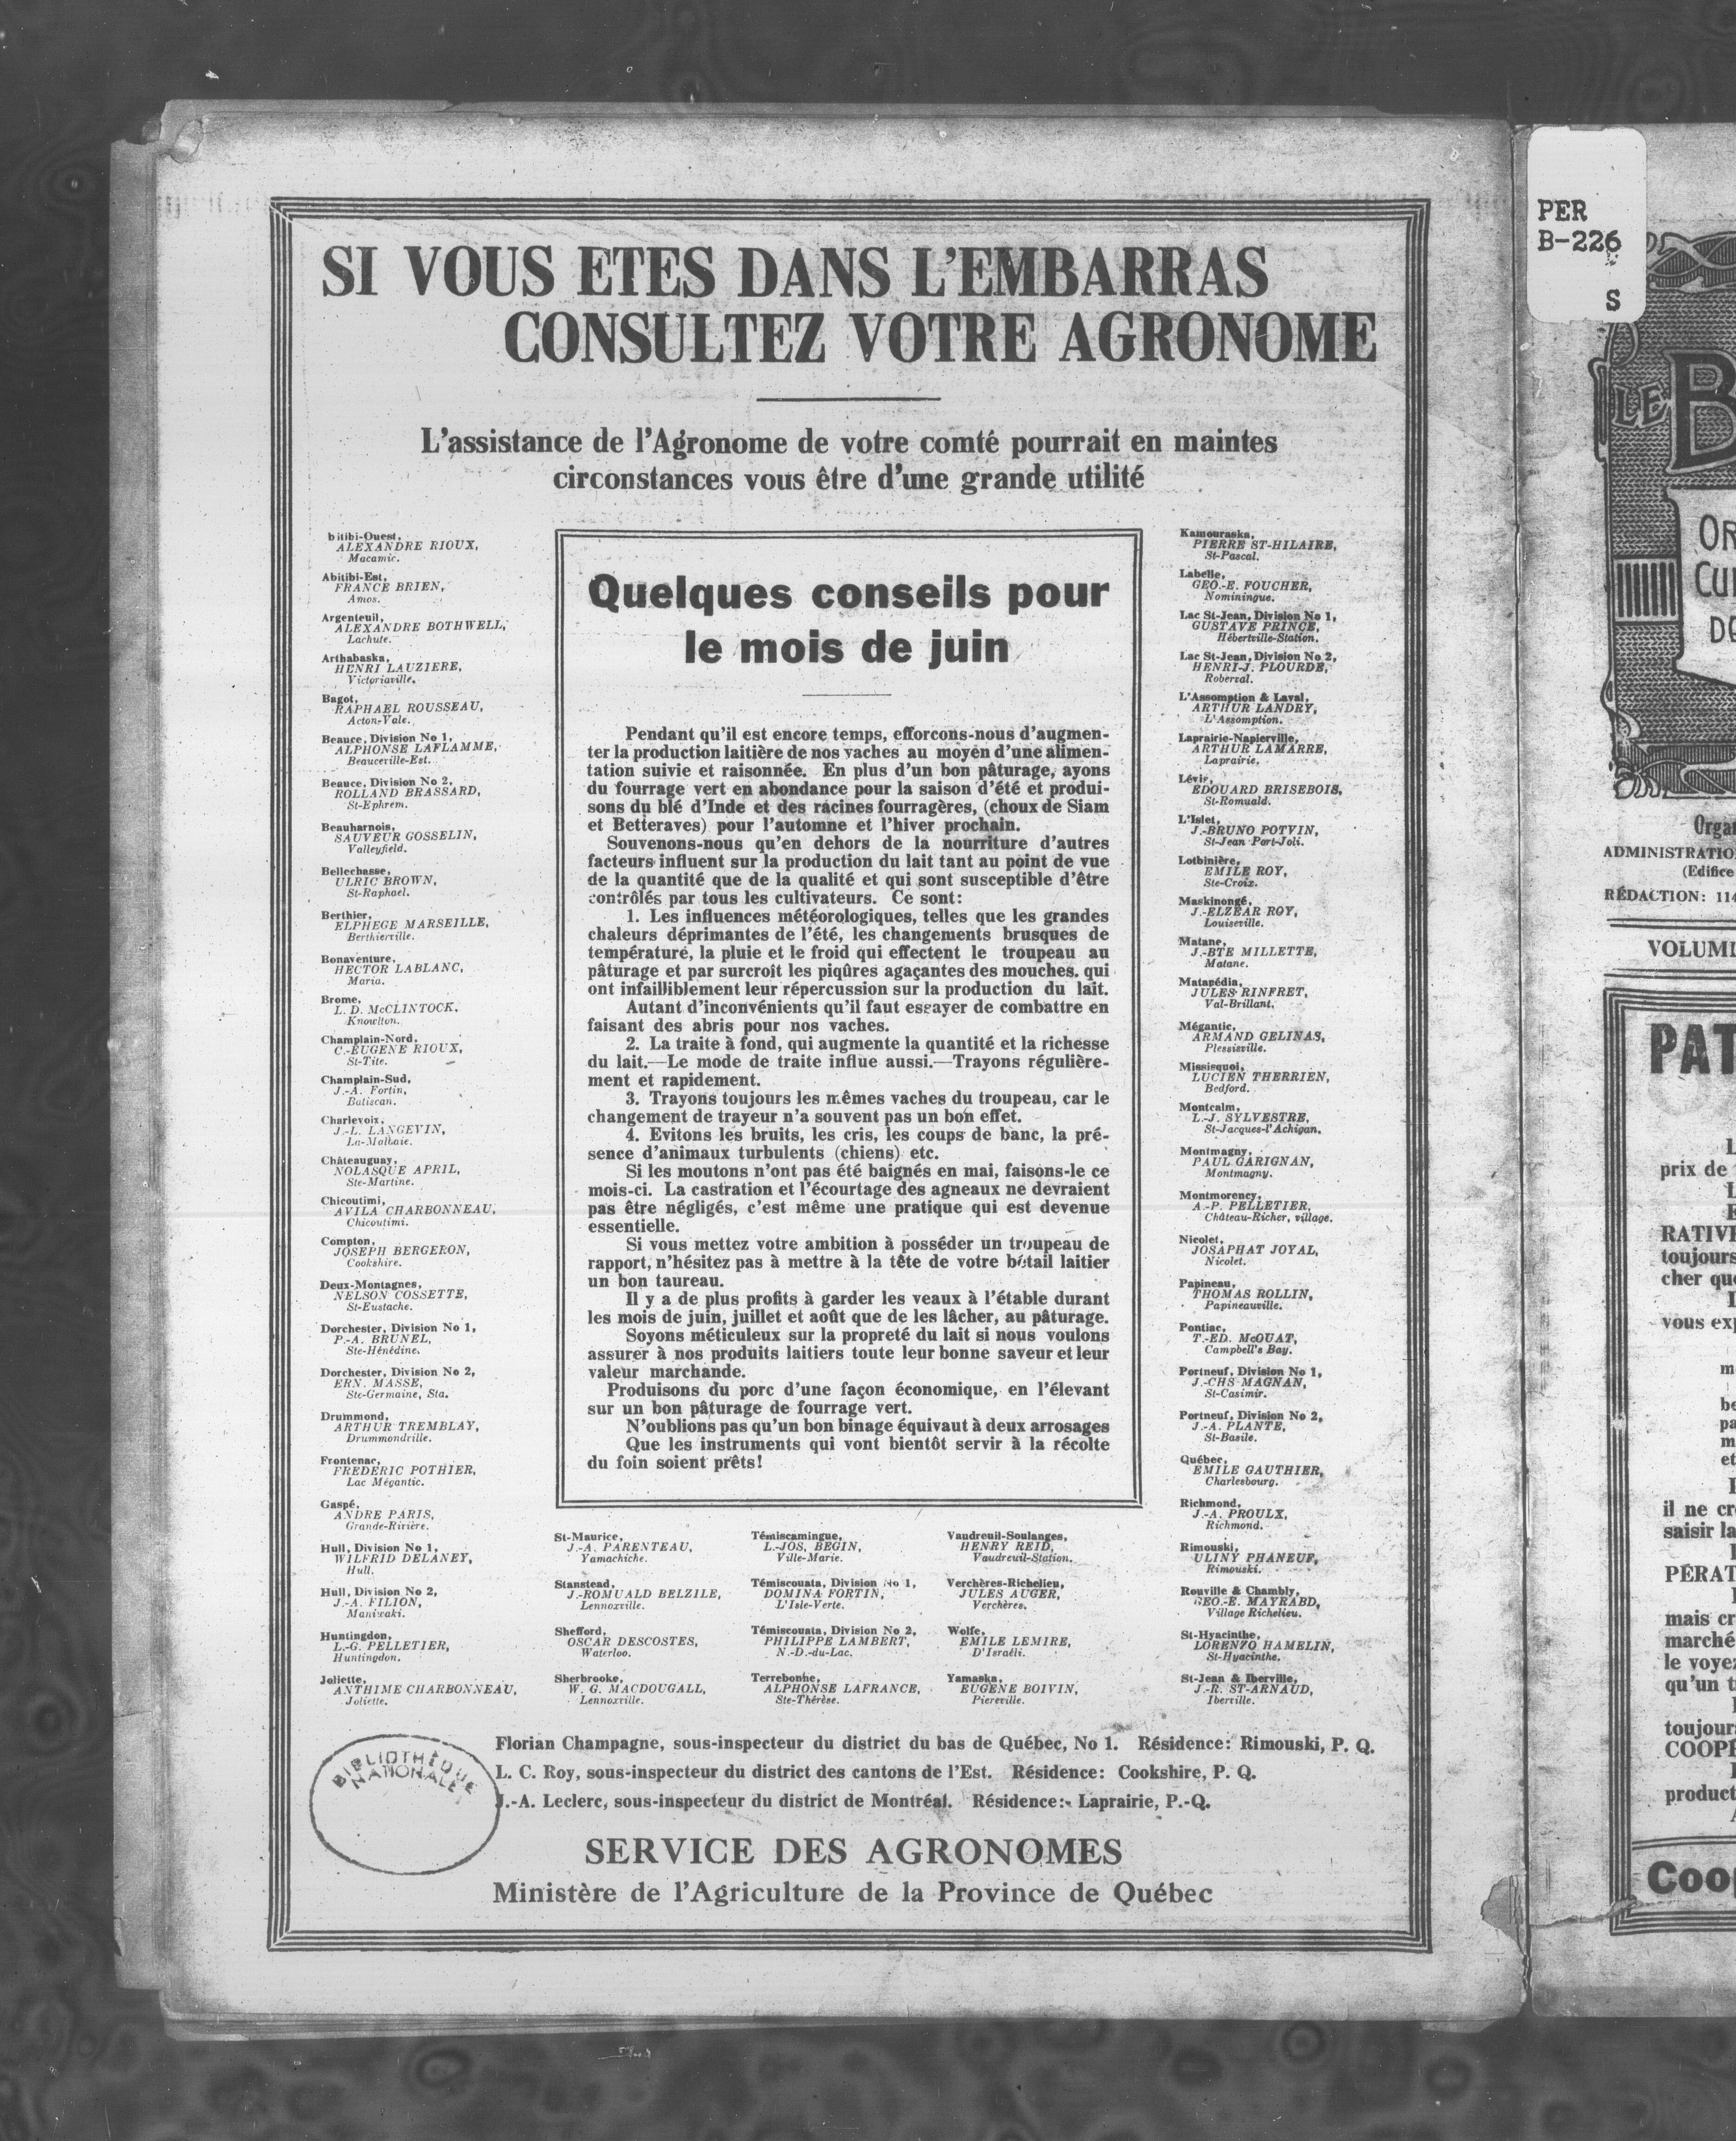 SI VOUS ETES DANS L'EMBARRAS
CONSULTEZ VOTRE AGRONOME
L'assistance de l'Agronome de votre comté pourrait en maintes
circonstances vous être d'une grande utilité
bitibi-Ouest,
ALEXANDRE RIOUX,
Macamic.
Abitibi-Est,
FRANCE BRIEN,
Amos.
Argenteuil,
ALEXANDRE BOTHWELL,
Lachute.
Arthabaska,
HENRI LAUZIERE,
Victoriaville.
Bagot,
RAPHAEL ROUSSEAU,
Acton-Vale.
Beauce, Division No 1,
ALPHONSE LAFLAMME,
Beauceville-Est.
Beauce, Division No 2,
ROLLAND BRASSARD,
St-Ephrem.
Beauharnois,
SAUVEUR GOSSELIN,
Valleyfield.
Bellechasse,
ULRIC BROWN,
St-Raphael.
Berthier,
ELPHEGE MARSEILLE,
Berthierville.
Bonaventure,
HECTOR LABLANC,
Maria.
Brome,
L. D. McCLINTOCK,
Knowlton.
Champlain-Nord,
C.-EUGENE RIOUX,
St-Tite.
Champlain-Sud,
J.-A. Fortin,
Batiscan.
Charlevoix,
J.-L. LANGEVIN,
La-Malbaie.
Châteauguay,
NOLASQUE APRIL,
Ste-Martine.
Chicoutimi,
AVILA CHARBONNEAU,
Chicoutimi.
Compton,
JOSEPH BERGERON,
Cookshire.
Deux-Montagnes,
NELSON COSSETTE,
St-Eustache.
Dorchester, Division No 1,
P.-A. BRUNEL,
Ste-Hénédine.
Dorchester, Division No 2,
ERN. MASSE,
Ste-Germaine, Sta.
Drummond,
ARTHUR TREMBLAY,
Drummondville.
Frontenac,
FREDERIC POTHIER,
Lac Mégantic.
Gaspé,
ANDRE PARIS,
Grande-Rivière.
Hull, Division No 1,
WILFRID DELANEY,
Hull.
Hull, Division No 2,
J.-A. FILION,
Maniwaki.
Huntingdon,
L.-G. PELLETIER,
Huntingdon.
Joliette,
ANTHIME CHARBONNEAU,
Joliette.
Quelques conseils pour
le mois de juin
Pendant qu'il est encore temps, efforcons-nous d'augmen-
ter la production laitière de nos vaches au moyen d'une alimen-
tation suivie et raisonnée. En plus d'un bon pâturage, ayons
du fourrage vert en abondance pour la saison d'été et produi-
sons du blé d'Inde et des racines fourragères, (choux de Siam
et Betteraves) pour l'automne et l'hiver prochain.
Souvenons-nous qu'en dehors de la nourriture d'autres
facteurs influent sur la production du lait tant au point de vue
de la quantité que de la qualité et qui sont susceptible d'être
contrôlés par tous les cultivateurs. Ce sont:
1. Les influences météorologiques, telles que les grandes
chaleurs déprimantes de l'été, les changements brusques de
température, la pluie et le froid qui effectent le troupeau au
pâturage et par surcroît les piqûres agaçantes des mouches, qui
ont infailliblement leur répercussion sur la production du lait.
Autant d'inconvénients qu'il faut essayer de combattre en
faisant des abris pour nos vaches.
2. La traite à fond, qui augmente la quantité et la richesse
du lait.—Le mode de traite influe aussi.—Trayons régulière-
ment et rapidement.
3. Trayons toujours les mêmes vaches du troupeau, car le
changement de trayeur n'a souvent pas un bon effet.
4. Evitons les bruits, les cris, les coups de banc, la pré-
sence d'animaux turbulents (chiens) etc.
Si les moutons n'ont pas été baignés en mai, faisons-le ce
mois-ci. La castration et l'écourtage des agneaux ne devraient
pas être négligés, c'est même une pratique qui est devenue
essentielle.
Si vous mettez votre ambition à posséder un troupeau de
rapport, n'hésitez pas à mettre à la tête de votre bétail laitier
un bon taureau.
Il y a de plus profits à garder les veaux à l'étable durant
les mois de juin, juillet et août que de les lâcher, au pâturage.
Soyons méticuleux sur la propreté du lait si nous voulons
assurer à nos produits laitiers toute leur bonne saveur et leur
valeur marchande.
Produisons du porc d'une façon économique, en l'élevant
sur un bon pâturage de fourrage vert.
N'oublions pas qu'un bon binage équivaut à deux arrosages
Que les instruments qui vont bientôt servir à la récolte
du foin soient prêts!
St-Maurice,
J.-A. PARENTEAU,
Yamachiche.
Stanstead,
J.-ROMUALD BELZILE,
Lennoxville.
Shefford,
OSCAR DESCOSTES,
Waterloo.
Sherbrooke,
W. G. MACDOUGALL,
Lennoxville.
Témiscamingue,
L.-JOS. BEGIN,
Ville-Marie.
Témiscouata, Division No 1,
DOMINA FORTIN,
L'Isle-Verte.
Témiscouata, Division No 2,
PHILIPPE LAMBERT,
N.-D.-du-Lac.
Terrebonne,
ALPHONSE LAFRANCE,
Ste-Thérèse.
Vaudreuil-Soulanges,
HENRY REID,
Vaudreuil-Station.
Verchères-Richelieu,
JULES AUGER,
Verchères.
Wolfe,
EMILE LEMIRE,
D'Israéli.
Yamaska,
EUGENE BOIVIN,
Piereville.
Kamouraska,
PIERRE ST-HILAIRE,
St-Pascal.
Labelle,
GEO.-E. FOUCHER,
Nominingue.
Lac St-Jean, Division No 1,
GUSTAVE PRINCE,
Hébertville-Station.
Lac St-Jean, Division No 2,
HENRI-J. PLOURDE,
Roberval.
L'Assomption & Laval,
ARTHUR LANDRY,
L'Assomption.
Laprairie-Napierville,
ARTHUR LAMARRE,
Laprairie,
Lévis,
EDOUARD BRISEBOIS,
St-Romuald.
L'Islet,
J.-BRUNO POTVIN,
St-Jean Port-Joli.
Lotbinière,
EMILE ROY,
Ste-Croix.
Maskinongé,
J.-ELZEAR ROY,
Louiseville.
Matane,
J.-BTE MILLETTE,
Matane.
Matapédia,
JULES RINFRET,
Val-Brillant.
Mégantic,
ARMAND GELINAS,
Plessisville.
Missisquoi,
LUCIEN THERRIEN,
Bedford.
Montcalm,
L.-J. SYLVESTRE,
St-Jacques-l'Achigan.
Montmagny,
PAUL GARIGNAN,
Montmagny.
Montmorency,
A.-P. PELLETIER,
Château-Richer, village.
Nicolet,
JOSAPHAT JOYAL,
Nicolet.
Papineau,
THOMAS ROLLIN,
Papineauville.
Pontiac,
T.-ED. McOUAT,
Campbell's Bay.
Portneuf, Division No 1,
J.-CHS MAGNAN,
St-Casimir.
Portneuf, Division No 2,
J.-A. PLANTE,
St-Basile.
Québec,
EMILE GAUTHIER,
Charlesbourg.
Richmond,
J.-A. PROULX,
Richmond.
Rimouski,
ULINY PHANEUF,
Rimouski.
Rouville & Chambly,
GEO.-E. MAYRABD,
Village Richelieu.
St-Hyacinthe,
LORENZO HAMELIN,
St-Hyacinthe.
St-Jean & Iberville,
J.-R. ST-ARNAUD,
Iberville.
Florian Champagne, sous-inspecteur du district du bas de Québec, No 1. Résidence: Rimouski, P. Q.
L. C. Roy, sous-inspecteur du district des cantons de l'Est. Résidence: Cookshire, P. Q.
J.-A. Leclerc, sous-inspecteur du district de Montréal. Résidence:- Laprairie, P.-Q.
BIBLIOTHÈQUE
NATIONALE
SERVICE DES AGRONOMES
Ministère de l'Agriculture de la Province de Québec
PER
B-226
S
LE B
OR
CUL
DE
Organ
ADMINISTRATIO
(Edifice
RÉDACTION: 114
VOLUM
PAT
prix de
RATIVE
toujours
cher que
vous exp
il ne cr
saisir la
PÉRAT
mais cr
marché
le voyez
qu'un t
toujour
COOPÉ
product
Coop